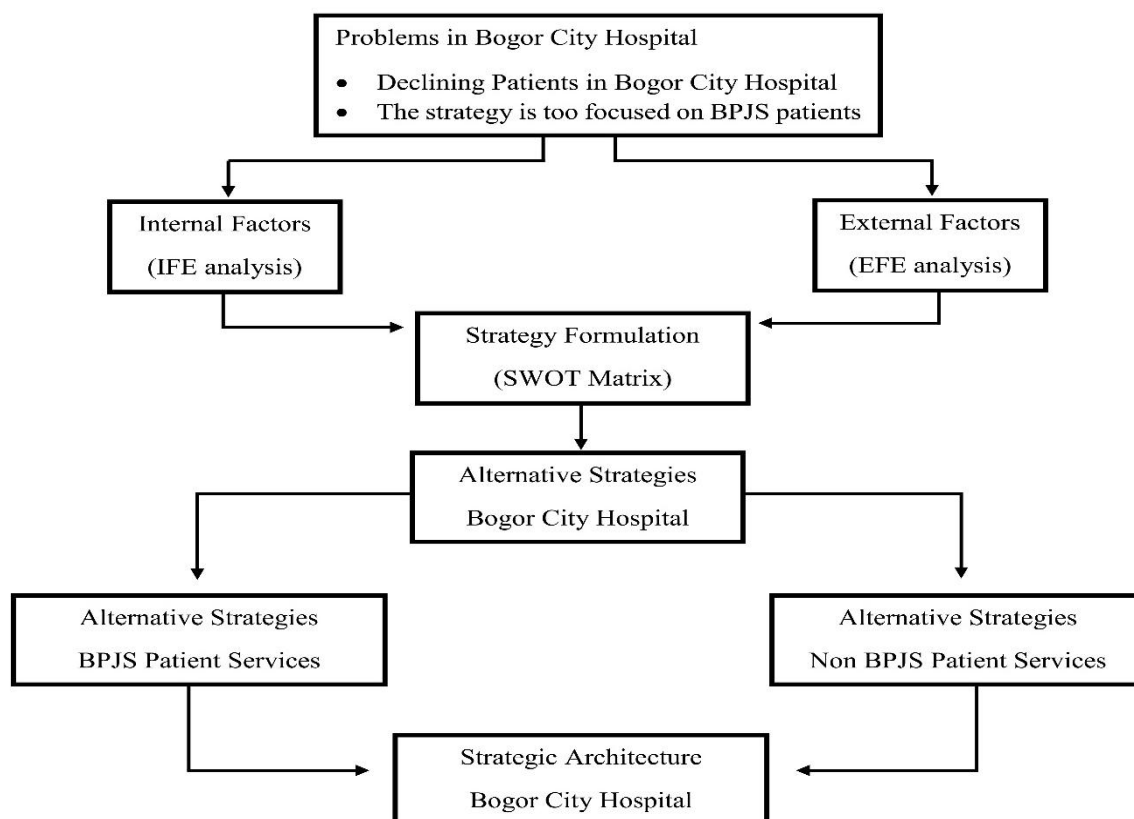 Problems in Bogor City Hospital
• Declining Patients in Bogor City Hospital
• The strategy is too focused on BPJS patients
Internal Factors
(IFE analysis)
External Factors
(EFE analysis)
Strategy Formulation
(SWOT Matrix)
Alternative Strategies
Bogor City Hospital
Alternative Strategies
BPJS Patient Services
Alternative Strategies
Non BPJS Patient Services
Strategic Architecture
Bogor City Hospital